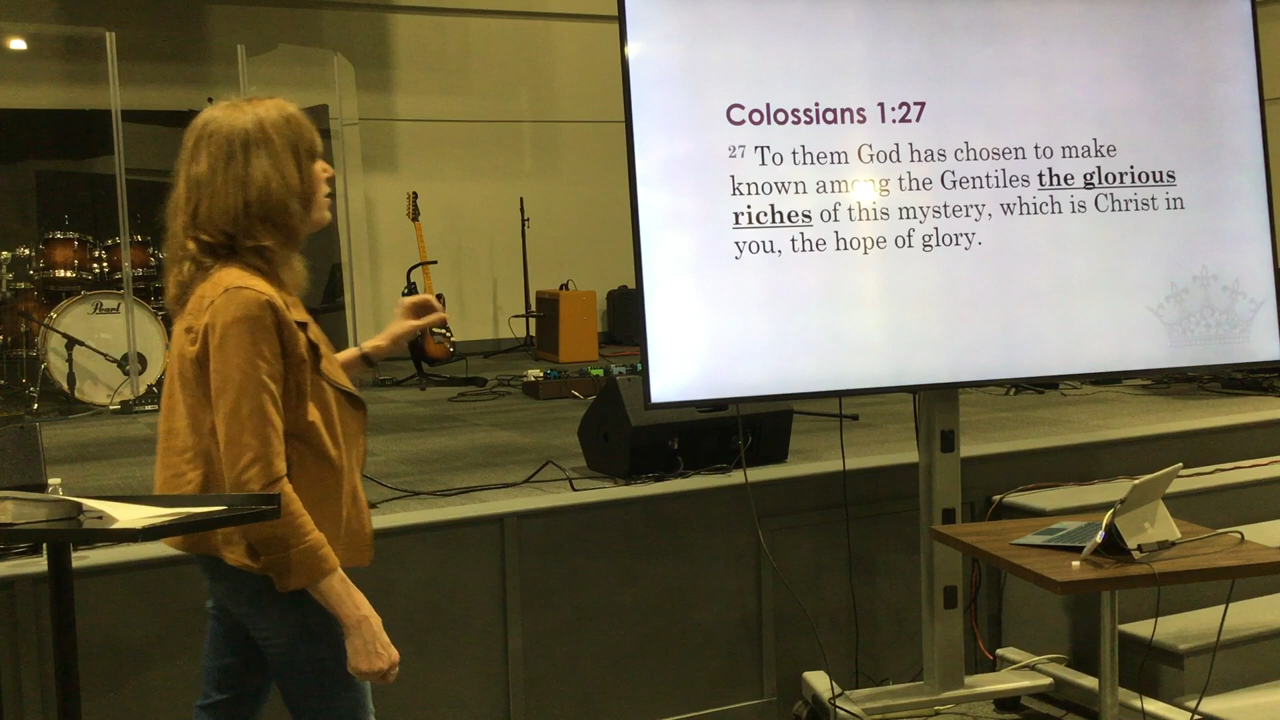 Colossians 1:27
27 To them God has chosen to make
known among the Gentiles the glorious
riches of this mystery, which is Christ in
you, the hope of glory.
Pearl